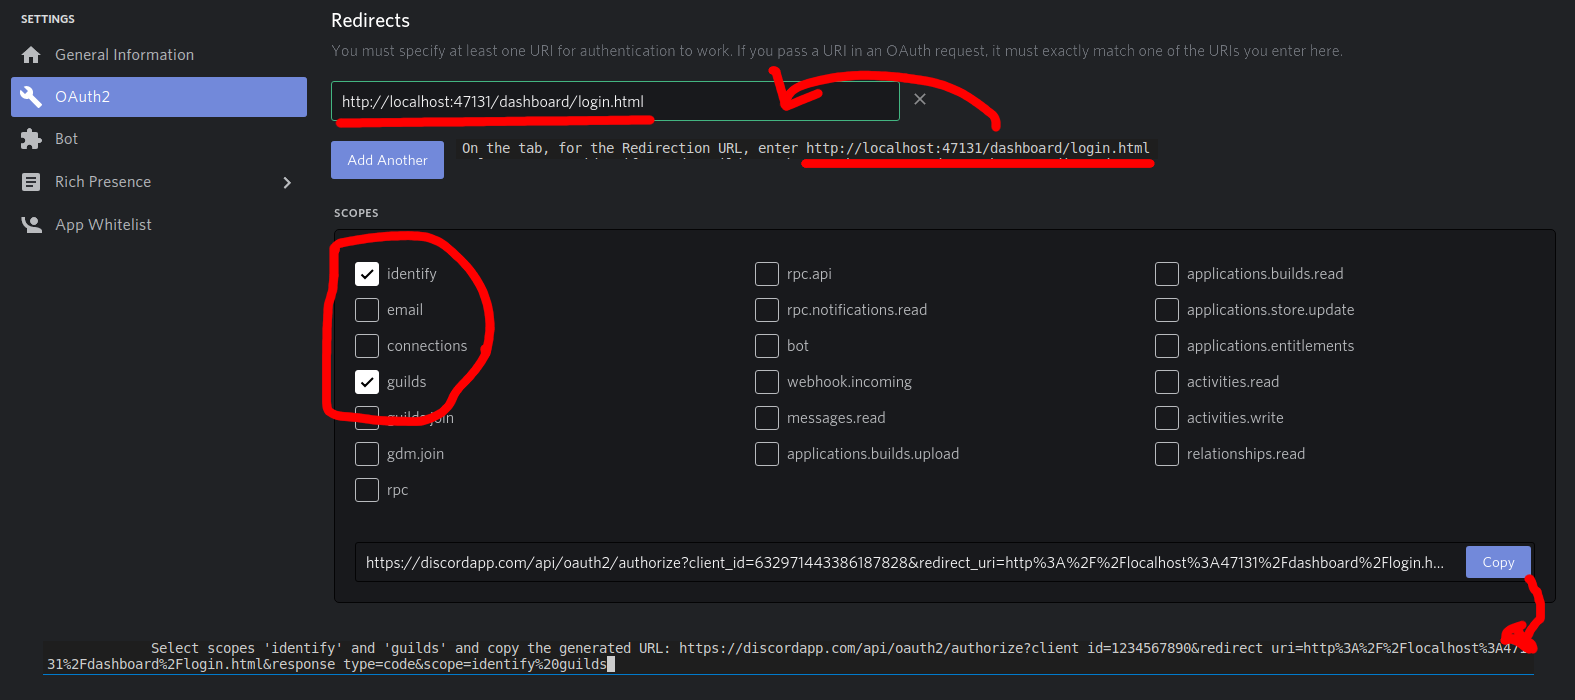 SETTINGS
General Information
OAuth2
Bot
Rich Presence
App Whitelist
Redirects
You must specify at least one URI for authentication to work. If you pass a URI in an OAuth request, it must exactly match one of the URIs you enter here.
http://localhost:47131/dashboard/login.html
Add Another
On the tab, for the Redirection URL, enter http://localhost:47131/dashboard/login.html
SCOPES
identify
email
connections
guilds
guilds.join
gdm.join
rpc
rpc.api
rpc.notifications.read
bot
webhook.incoming
messages.read
applications.builds.upload
applications.builds.read
applications.store.update
applications.entitlements
activities.read
activities.write
relationships.read
https://discordapp.com/api/oauth2/authorize?client_id=632971443386187828&redirect_uri=http%3A%2F%2Flocalhost%3A47131%2Fdashboard%2Flogin.h...
Copy
Select scopes 'identify' and 'guilds' and copy the generated URL: https://discordapp.com/api/oauth2/authorize?client id=1234567890&redirect uri=http%3A%2F%2Flocalhost%3A471
31%2Fdashboard%2Flogin.html&response type=code&scope=identify%20guilds